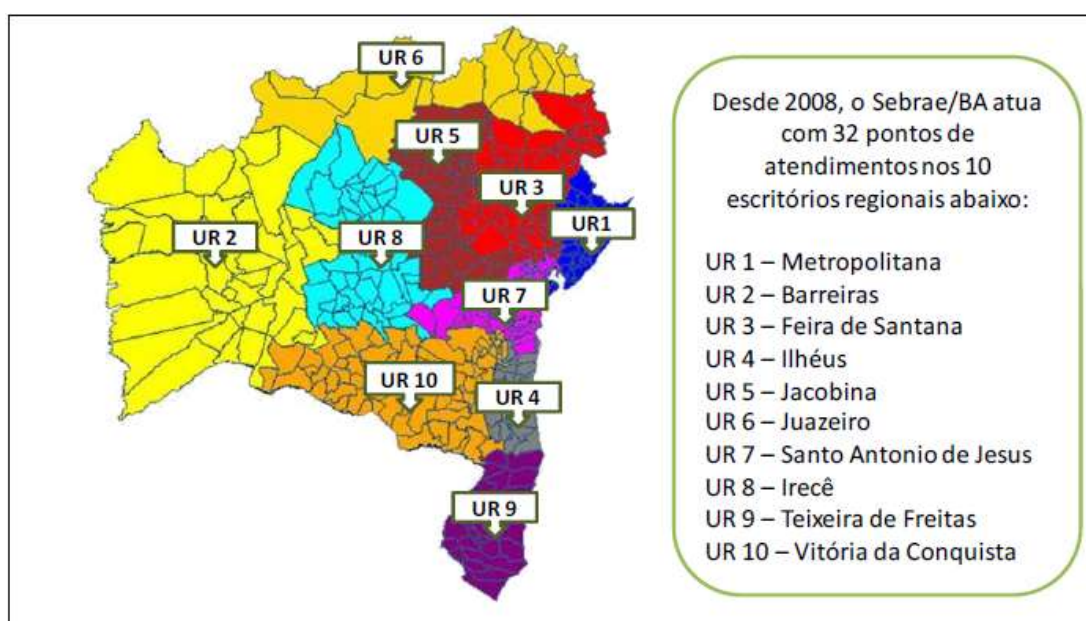 UR 6
UR 5
UR 3
UR1
UR 2
UR 8
UR 7
UR 10
UR 4
UR 9
Desde 2008, o Sebrae/BA atua
com 32 pontos de
atendimentos nos 10
escritórios regionais abaixo:
UR 1 – Metropolitana
UR 2 – Barreiras
UR 3 – Feira de Santana
UR 4 – Ilhéus
UR 5 – Jacobina
UR 6 – Juazeiro
UR 7 – Santo Antonio de Jesus
UR 8 – Irecê
UR 9 – Teixeira de Freitas
UR 10 – Vitória da Conquista